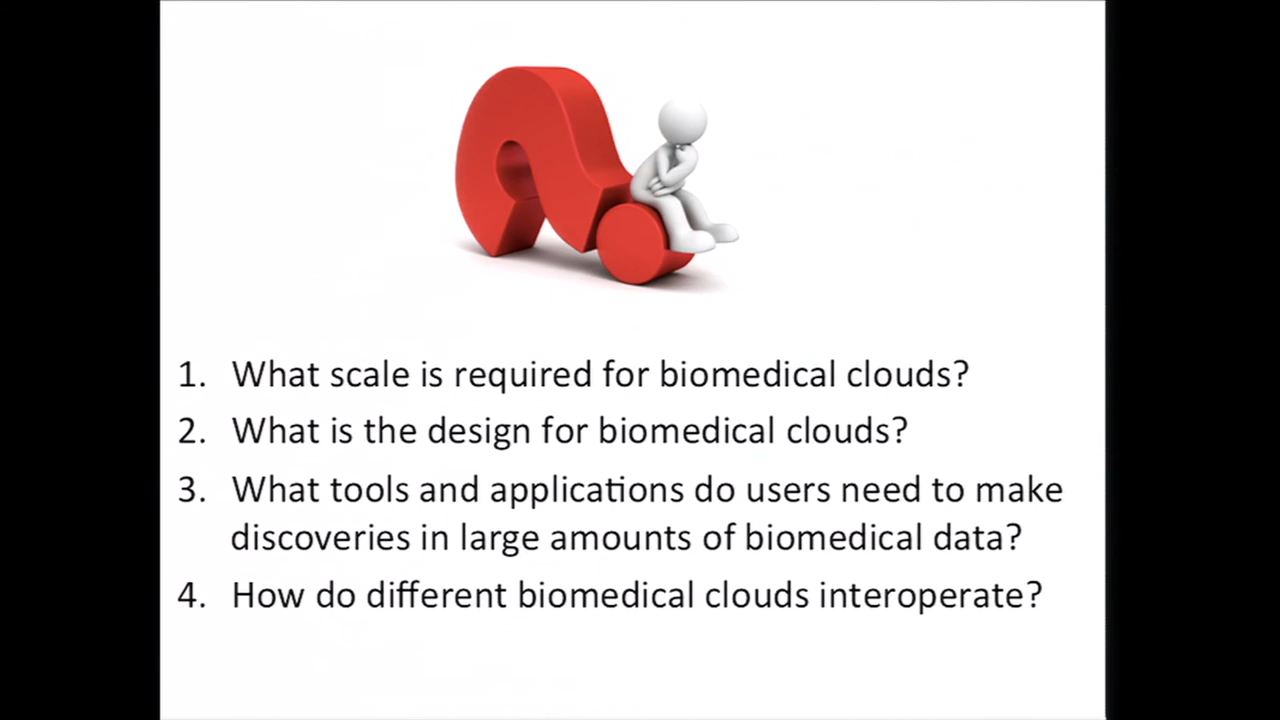 1. What scale is required for biomedical clouds?
2. What is the design for biomedical clouds?
3. What tools and applications do users need to make
discoveries in large amounts of biomedical data?
4. How do different biomedical clouds interoperate?